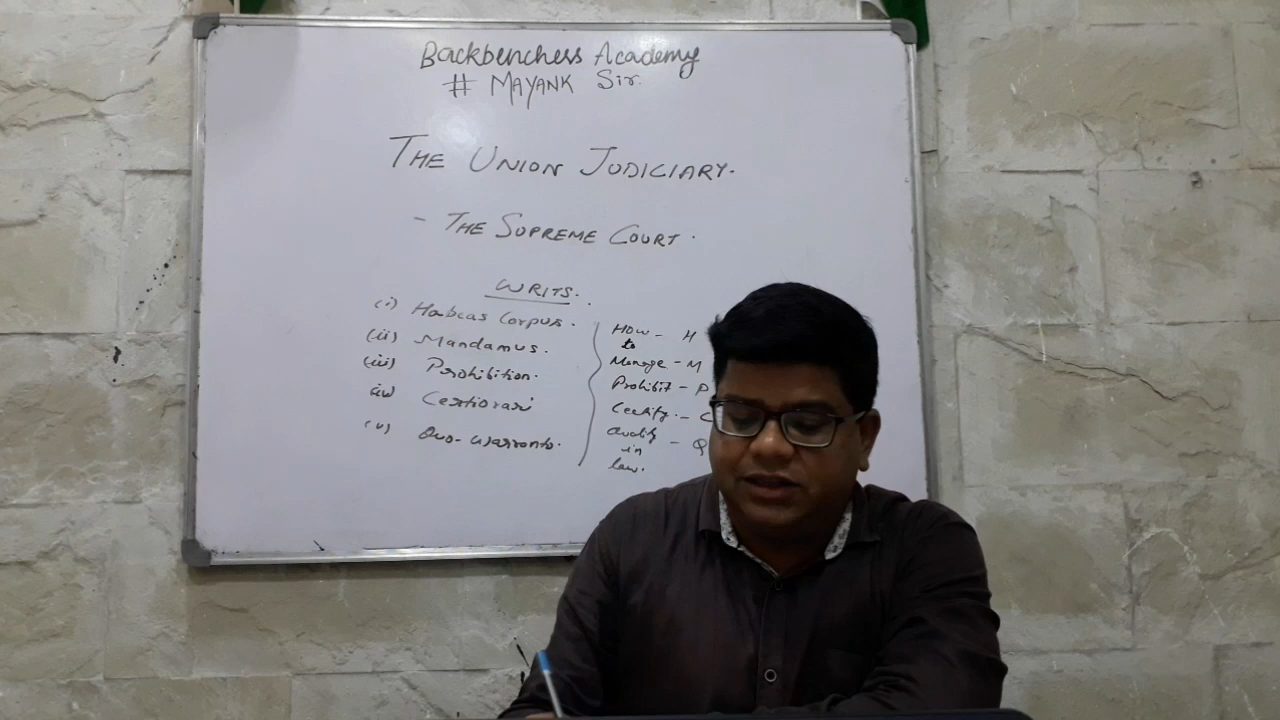 Backbenchers Academy
# MAYANK Sir.
THE UNION JUDICIARY.
- THE SUPREME COURT.
WRITS.
(i) Habeas Corpus.
(ii) Mandamus.
(iii) Prohibition.
iv) Certiorari
(v) Quo-Warranto.
How - H
to
Manage - M
Prohibit - P
Certify. - C
Quality - Q
in
law.